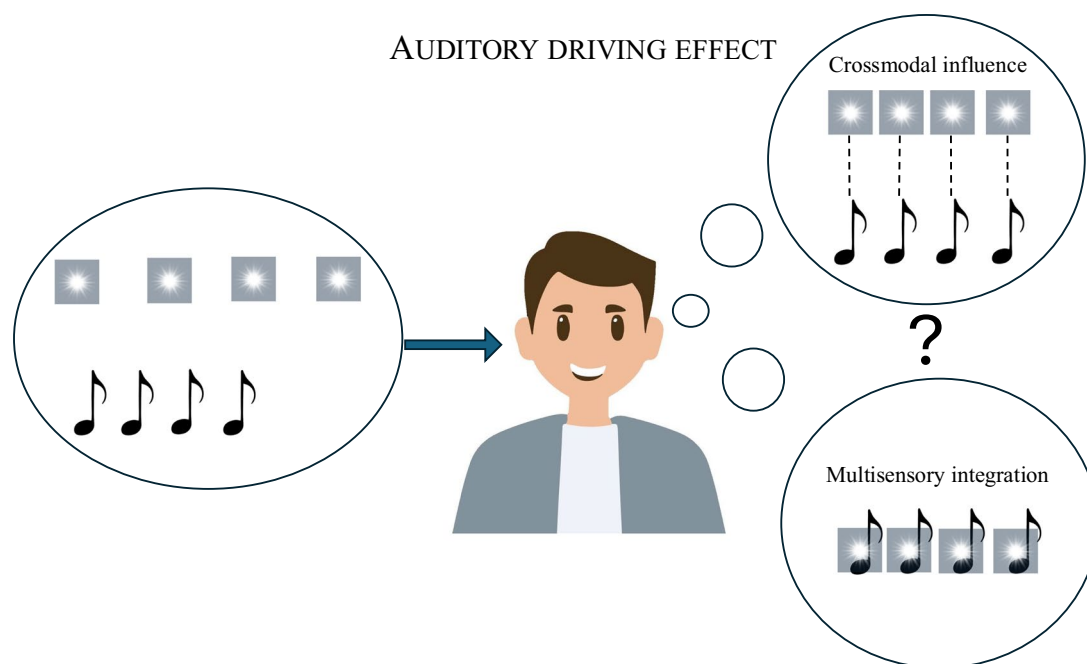 AUDITORY DRIVING EFFECT
Crossmodal influence
?
Multisensory integration